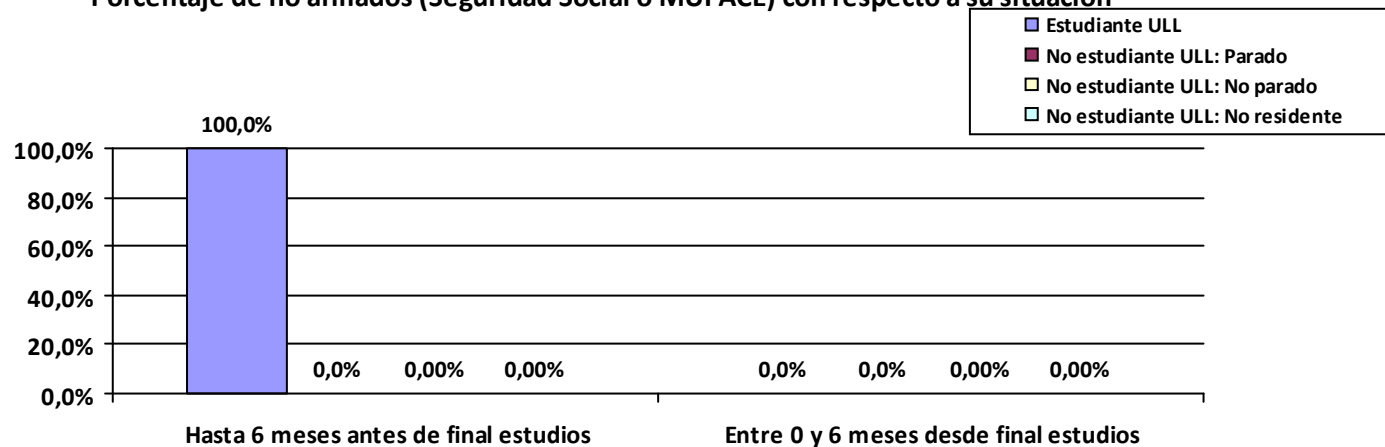 Porcentaje de no afiliados (Seguridad Social o MUFACE) con respecto a su situación
Estudiante ULL
No estudiante ULL: Parado
No estudiante ULL: No parado
No estudiante ULL: No residente
100,0%
100,0%
80,0%
60,0%
40,0%
20,0%
0,0%
0,0%
0,00%
0,00%
0,0%
0,0%
0,00%
0,00%
Hasta 6 meses antes de final estudios
Entre 0 y 6 meses desde final estudios